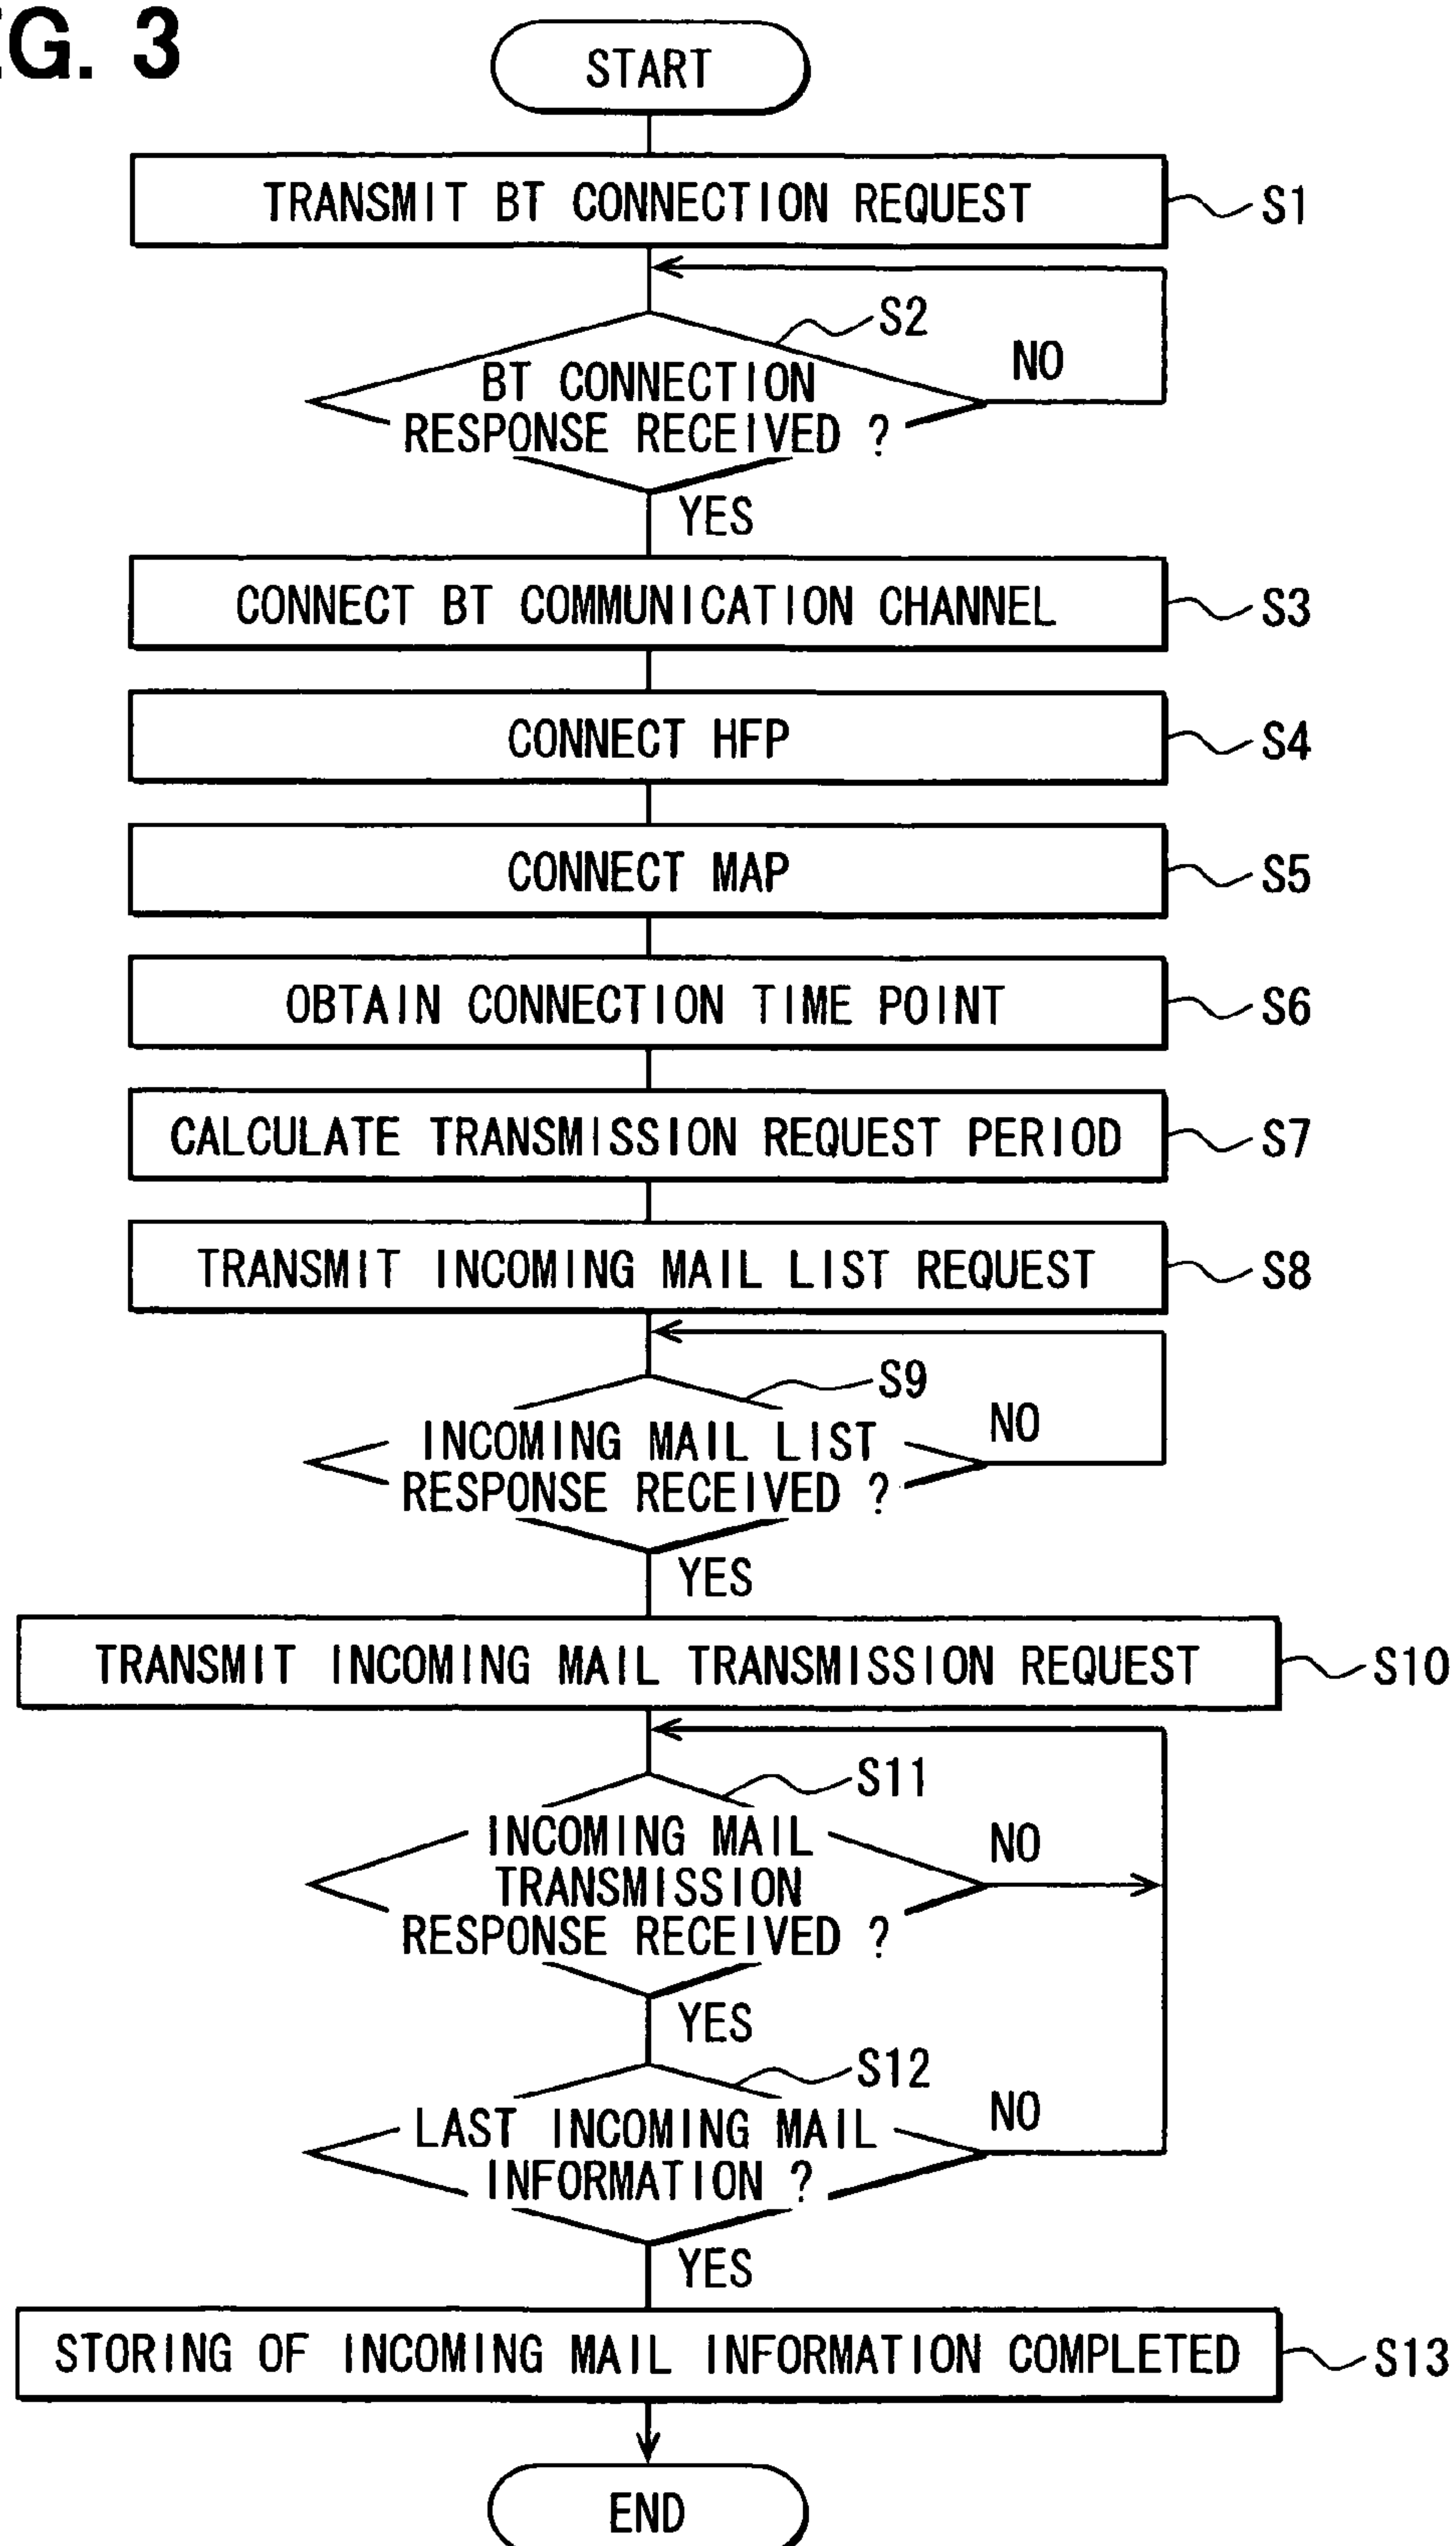 G. 3
START
TRANSMIT BT CONNECTION REQUEST
S1
S2
BT CONNECTION
RESPONSE RECEIVED ?
NO
YES
CONNECT BT COMMUNICATION CHANNEL
S3
CONNECT HFP
S4
CONNECT MAP
S5
OBTAIN CONNECTION TIME POINT
S6
CALCULATE TRANSMISSION REQUEST PERIOD
S7
TRANSMIT INCOMING MAIL LIST REQUEST
S8
S9
INCOMING MAIL LIST
RESPONSE RECEIVED ?
NO
YES
TRANSMIT INCOMING MAIL TRANSMISSION REQUEST
S10
S11
INCOMING MAIL
TRANSMISSION
RESPONSE RECEIVED ?
NO
YES
S12
LAST INCOMING MAIL
INFORMATION ?
NO
YES
STORING OF INCOMING MAIL INFORMATION COMPLETED
S13
END